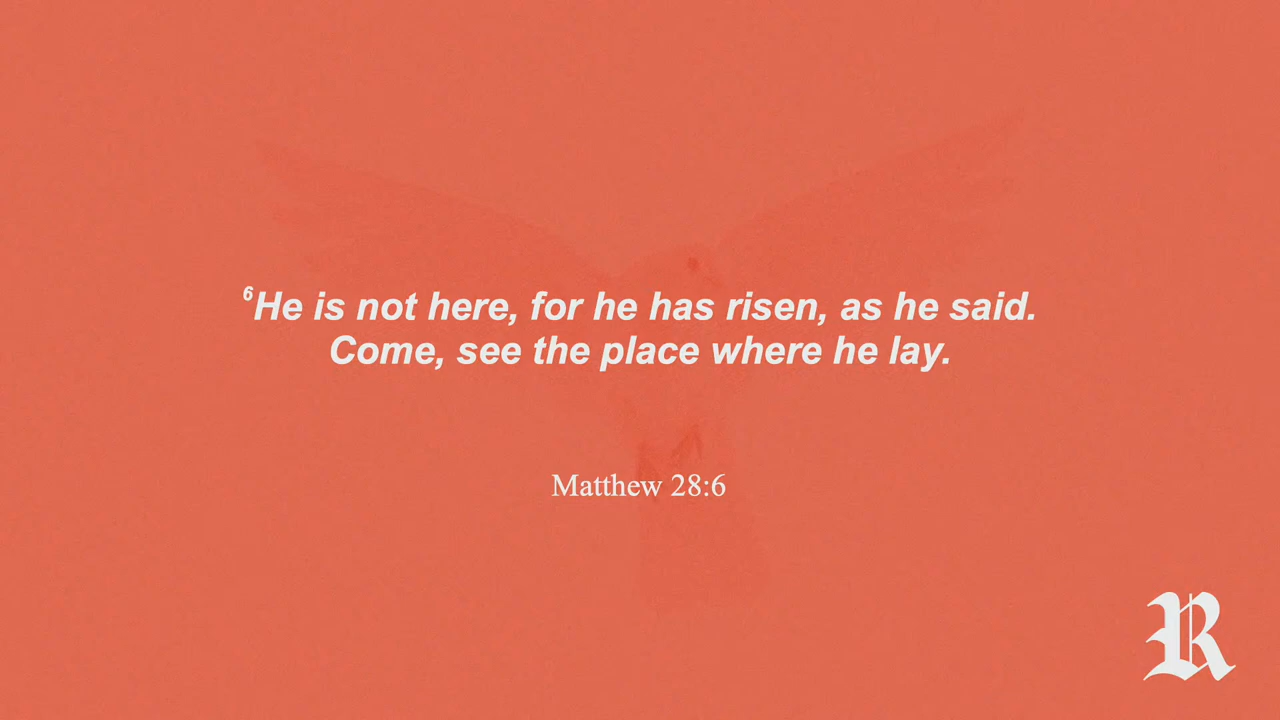 ⁶He is not here, for he has risen, as he said.
Come, see the place where he lay.
Matthew 28:6
R